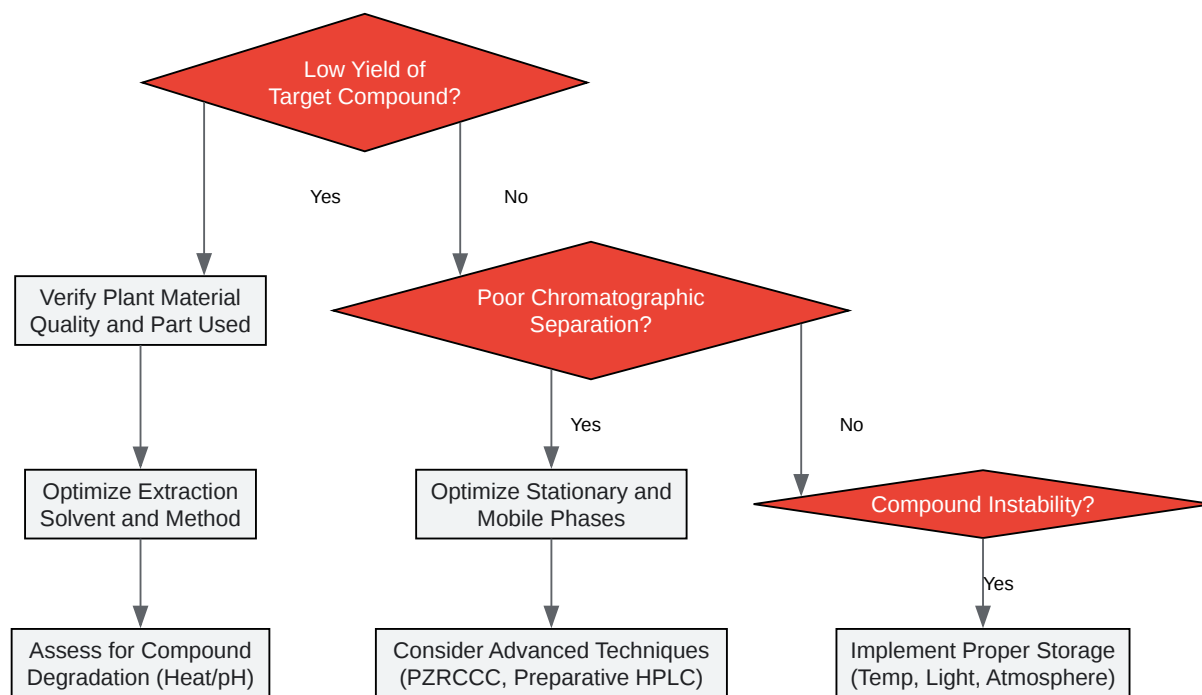 Low Yield of
Target Compound?
Yes
No
Verify Plant Material
Quality and Part Used
Poor Chromatographic
Separation?
Yes
No
Optimize Extraction
Solvent and Method
Optimize Stationary and
Mobile Phases
Compound Instability?
Yes
Assess for Compound
Degradation (Heat/pH)
Consider Advanced Techniques
(PZRCCC, Preparative HPLC)
Implement Proper Storage
(Temp, Light, Atmosphere)